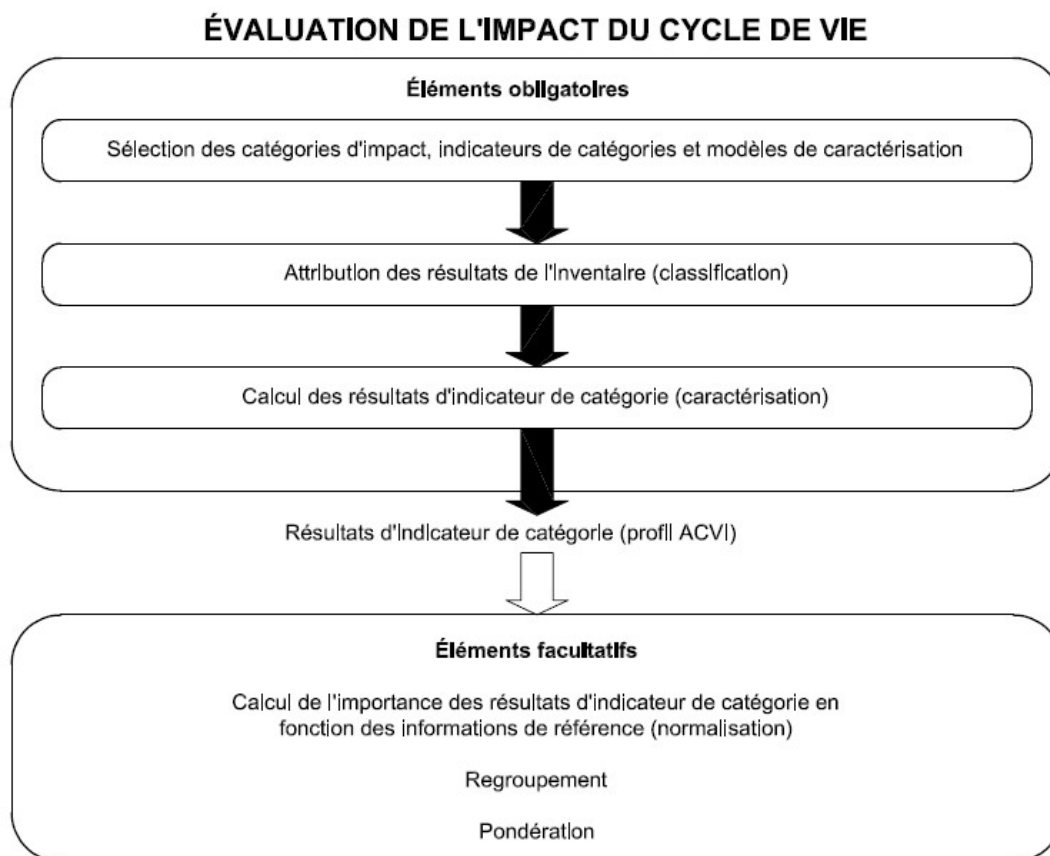 ÉVALUATION DE L'IMPACT DU CYCLE DE VIE
Éléments obligatoires
Sélection des catégories d'impact, indicateurs de catégories et modèles de caractérisation
Attribution des résultats de l'inventaire (classification)
Calcul des résultats d'indicateur de catégorie (caractérisation)
Résultats d'indicateur de catégorie (profil ACVI)
Éléments facultatifs
Calcul de l'importance des résultats d'indicateur de catégorie en
fonction des informations de référence (normalisation)
Regroupement
Pondération